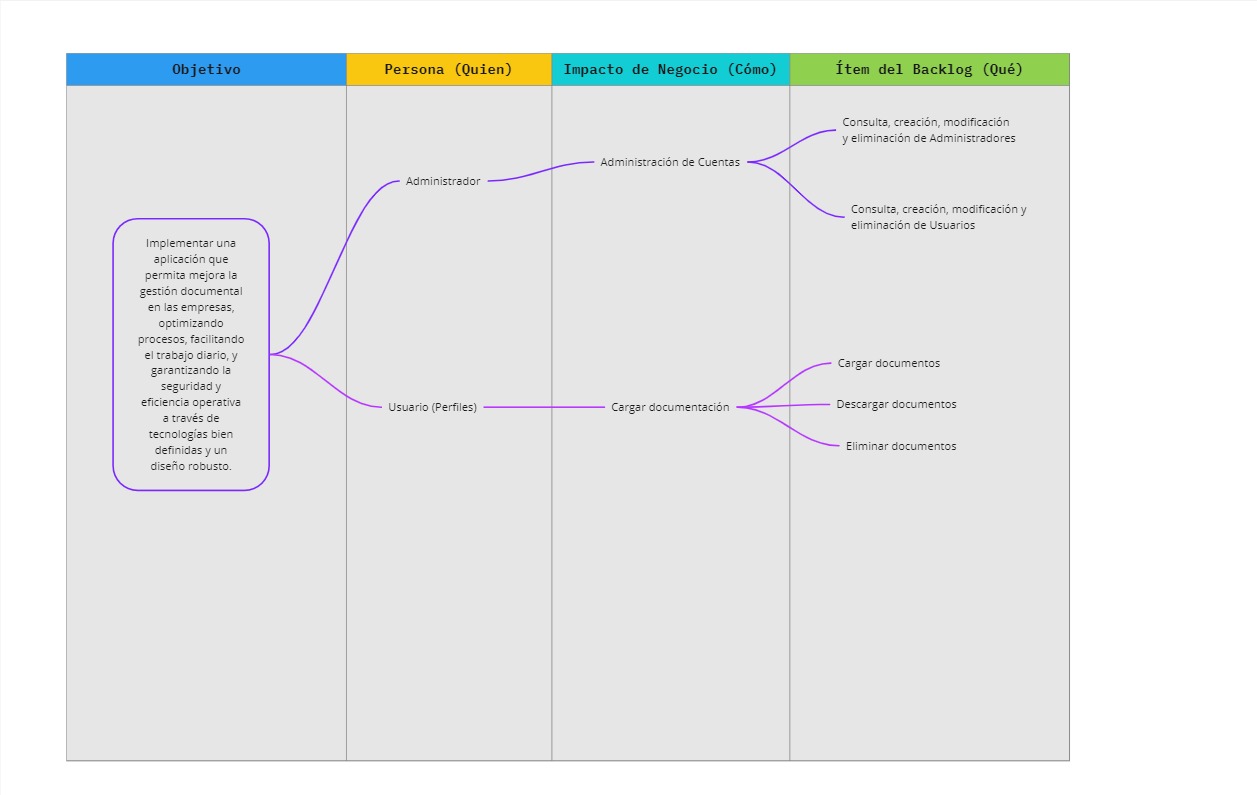 Objetivo
Persona (Quien)
Impacto de Negocio (Cómo)
Ítem del Backlog (Qué)
Implementar una
aplicación que
permita mejora la
gestión documental
en las empresas,
optimizando
procesos, facilitando
el trabajo diario, y
garantizando la
seguridad y
eficiencia operativa
a través de
tecnologías bien
definidas y un
diseño robusto.
Administrador
Administración de Cuentas
Consulta, creación, modificación
y eliminación de Administradores
Consulta, creación, modificación y
eliminación de Usuarios
Usuario (Perfiles)
Cargar documentación
Cargar documentos
Descargar documentos
Eliminar documentos